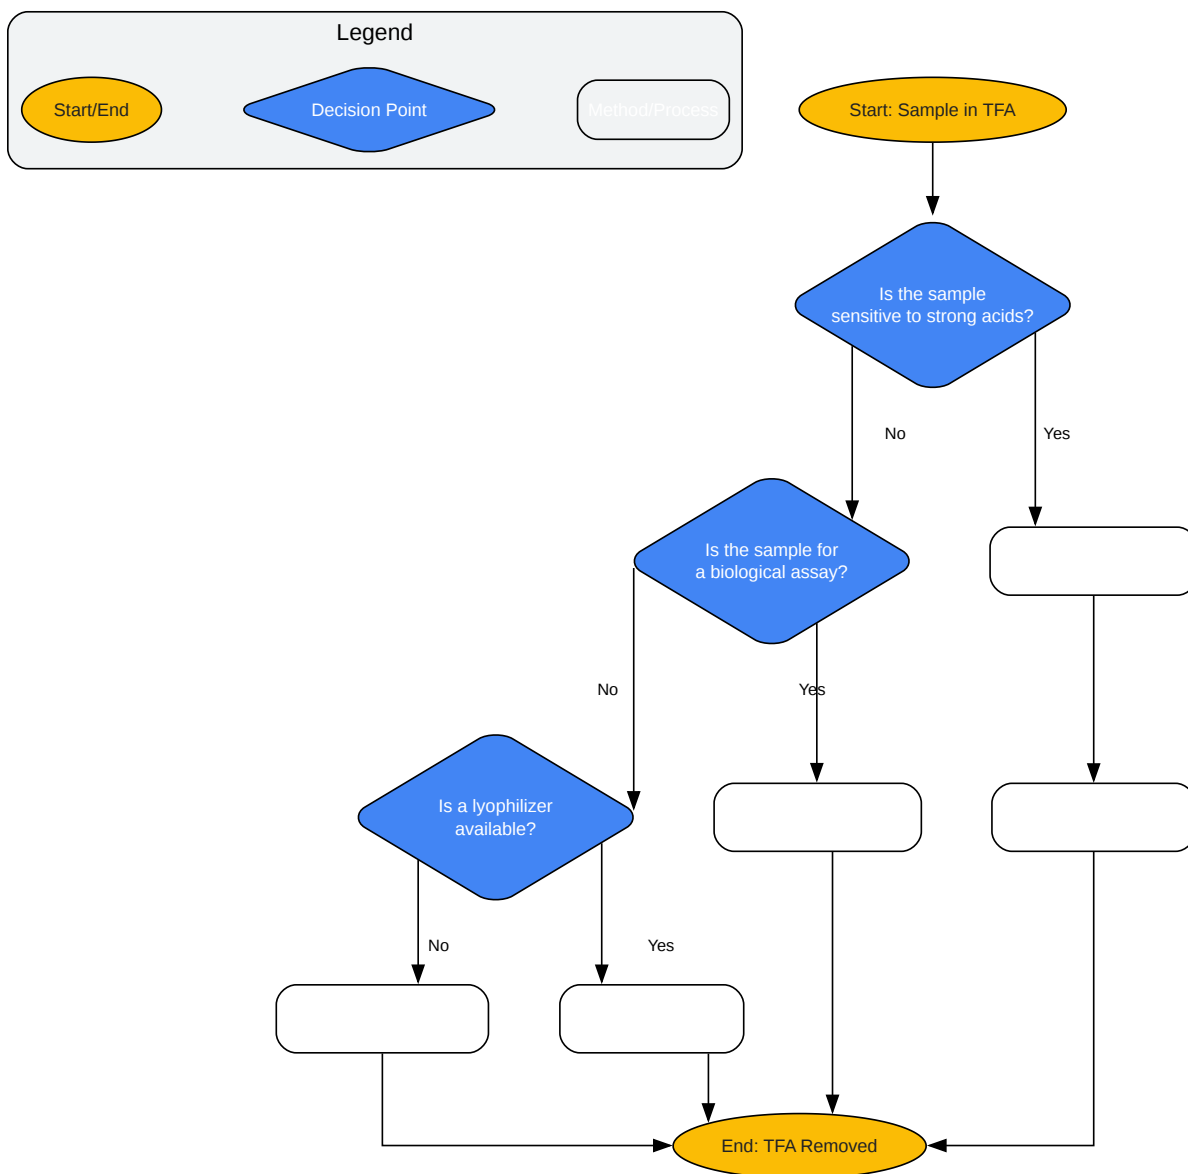 Legend
Start/End
Decision Point
Method/Process
Start: Sample in TFA
Is the sample
sensitive to strong acids?
No
Yes
Is the sample for
a biological assay?
No
Yes
Is a lyophilizer
available?
No
Yes
End: TFA Removed